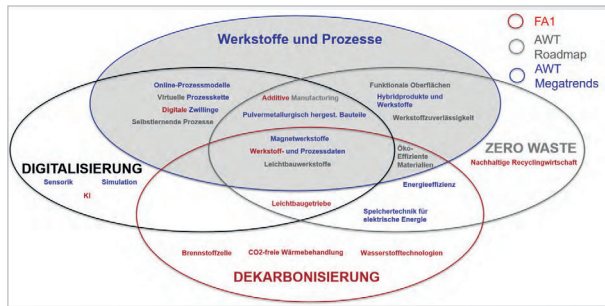 Werkstoffe und Prozesse
FA1
AWT
Roadmap
AWT
Megatrends
Online-Prozessmodelle
Virtuelle Prozesskette
Digitale Zwillinge
Selbstlernende Prozesse
Additive Manufacturing
Pulvermetallurgisch hergest. Bauteile
Funktionale Oberflächen
Hybridprodukte und
Werkstoffe
Werkstoffzuverlässigkeit
Magnetwerkstoffe
Werkstoff- und Prozessdaten
Leichtbauwerkstoffe
Öko-
Effiziente
Materialien
ZERO WASTE
Nachhaltige Recyclingwirtschaft
DIGITALISIERUNG
Sensorik Simulation
KI
Energieeffizienz
Leichtbaugetriebe
Speichertechnik für
elektrische Energie
Brennstoffzelle CO2-freie Wärmebehandlung Wasserstofftechnologien
DEKARBONISIERUNG